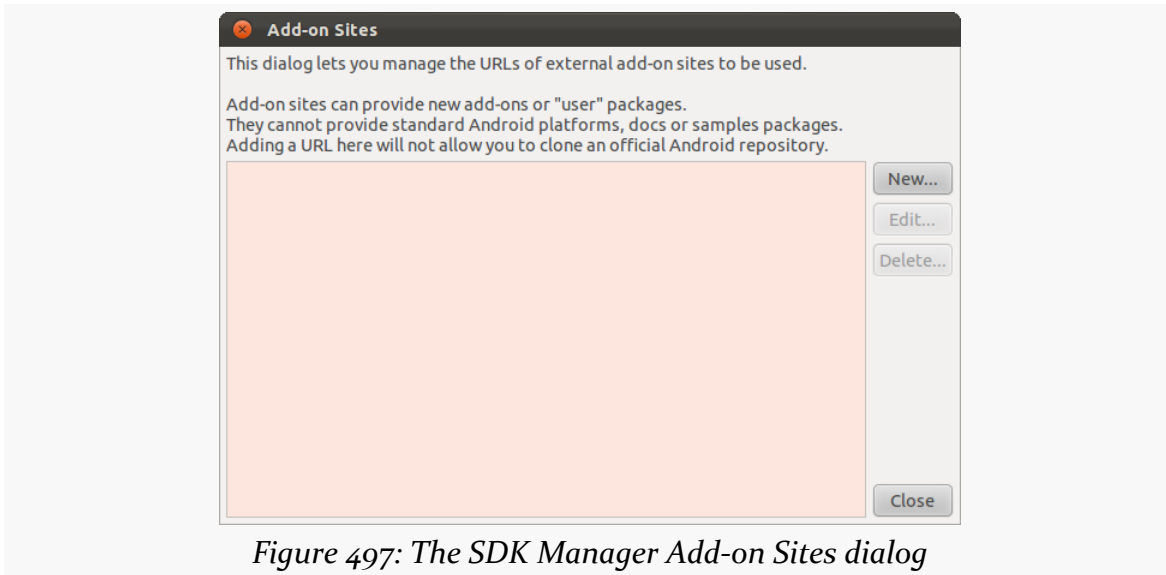 Add-on Sites
This dialog lets you manage the URLs of external add-on sites to be used.
Add-on sites can provide new add-ons or "user" packages.
They cannot provide standard Android platforms, docs or samples packages.
Adding a URL here will not allow you to clone an official Android repository.
New...
Edit...
Delete...
Close
Figure 497: The SDK Manager Add-on Sites dialog